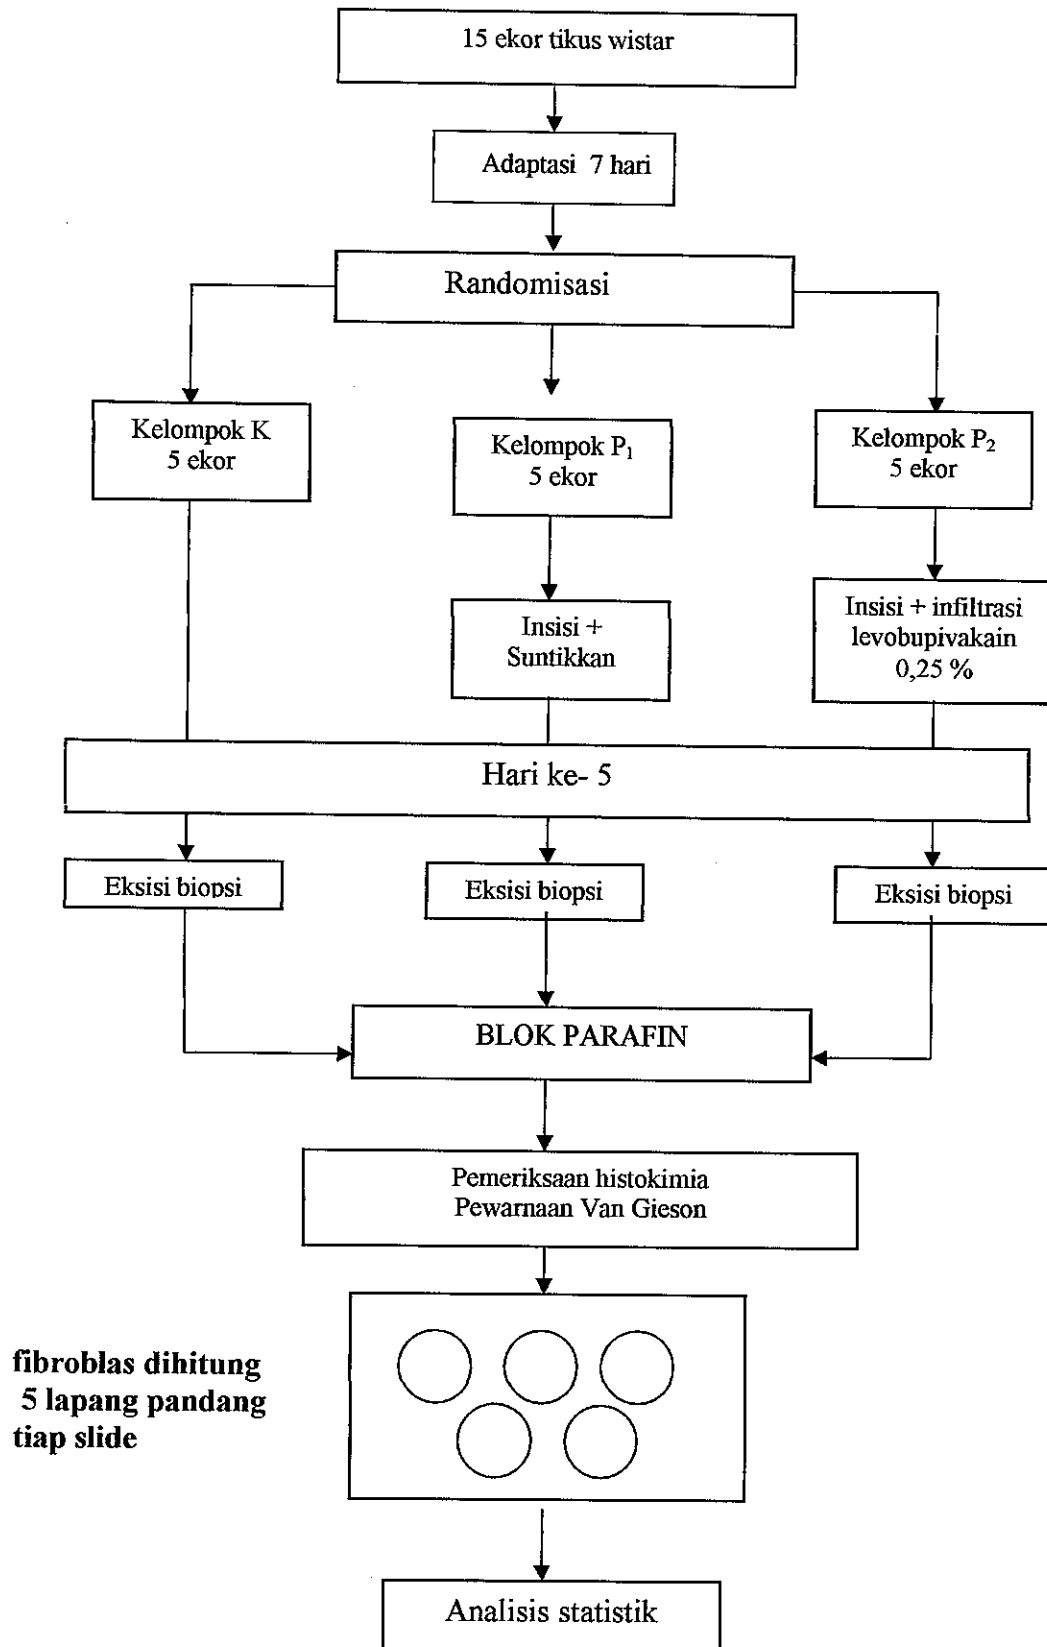 15 ekor tikus wistar
Adaptasi 7 hari
Randomisasi
Kelompok K
5 ekor
Kelompok P₁
5 ekor
Kelompok P₂
5 ekor
Insisi +
Suntikkan
Insisi + infiltrasi
levobupivakain
0,25 %
Hari ke- 5
Eksisi biopsi
Eksisi biopsi
Eksisi biopsi
BLOK PARAFIN
Pemeriksaan histokimia
Pewarnaan Van Gieson
fibroblas dihitung
5 lapang pandang
tiap slide
Analisis statistik